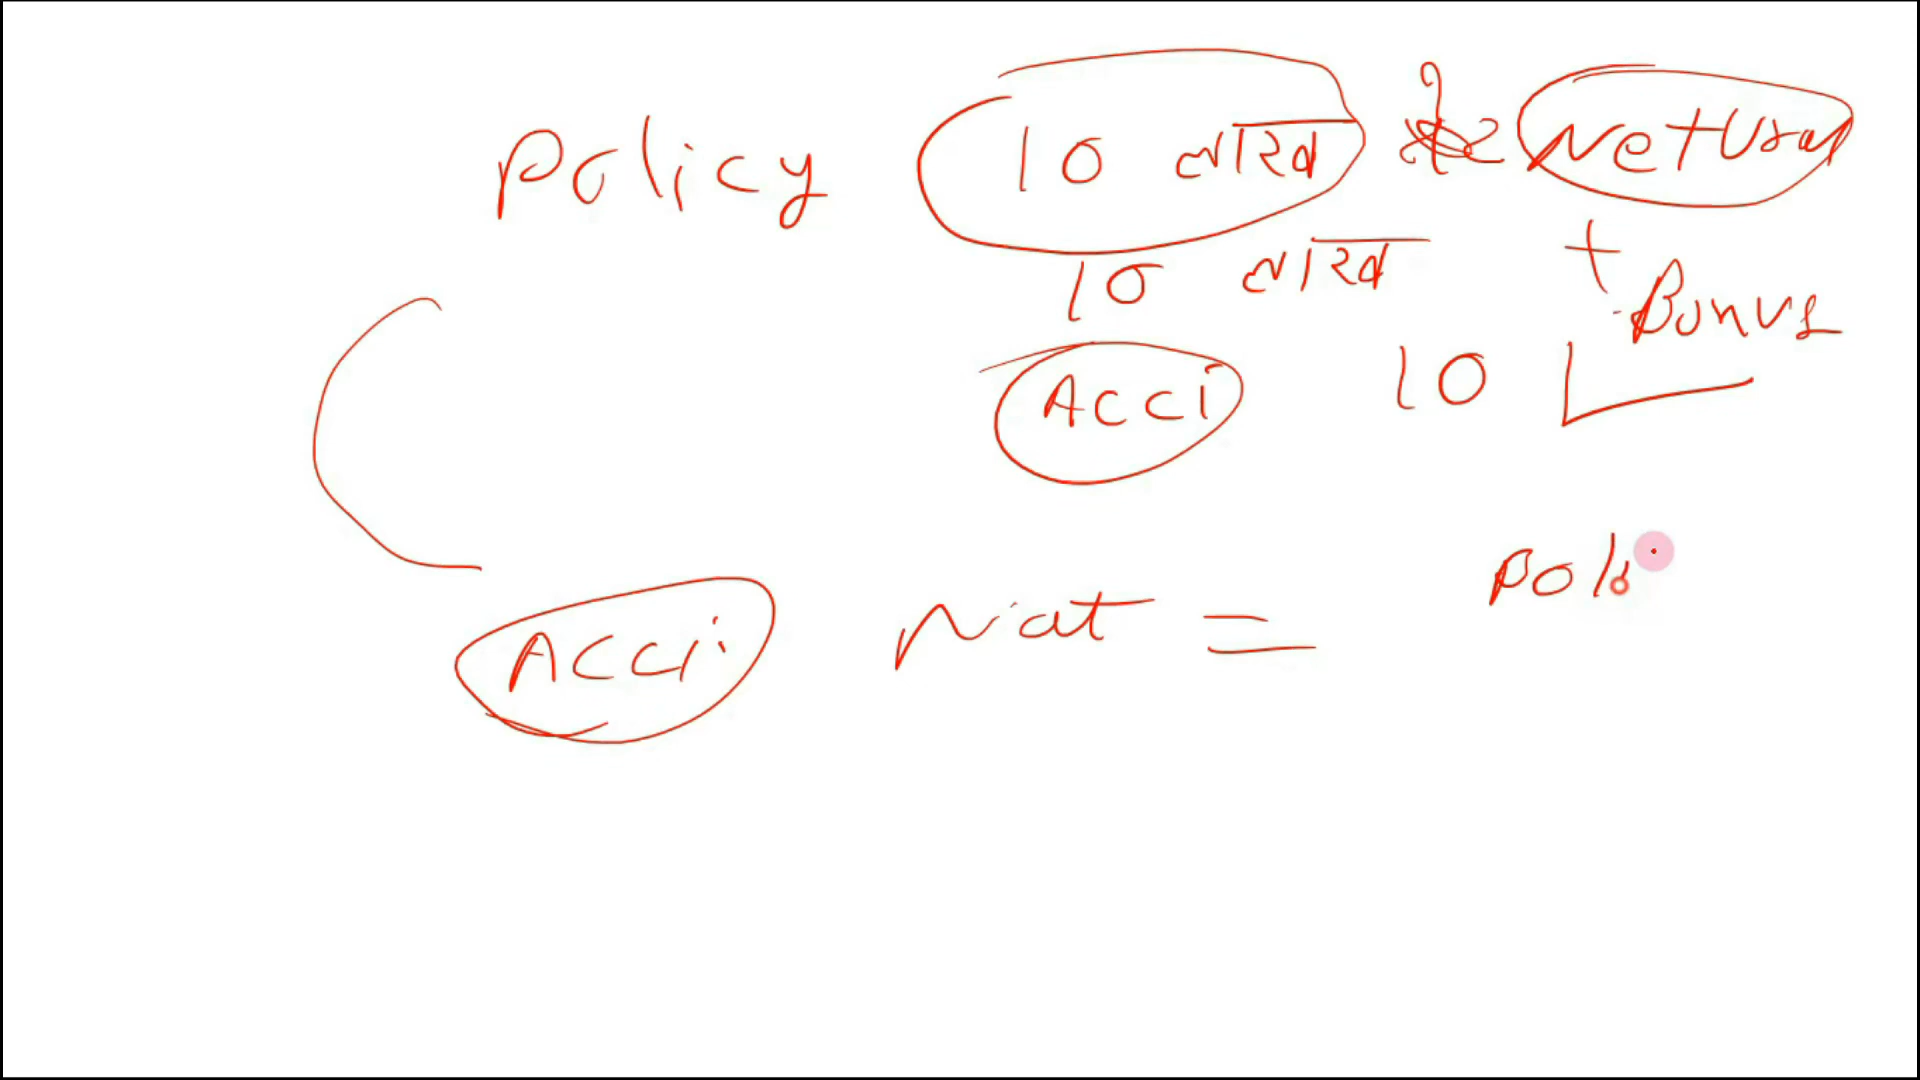 Policy 10 लाख NetUral
10 लाख + Bonus
Acci 10 L
Poli
Acci Nat =